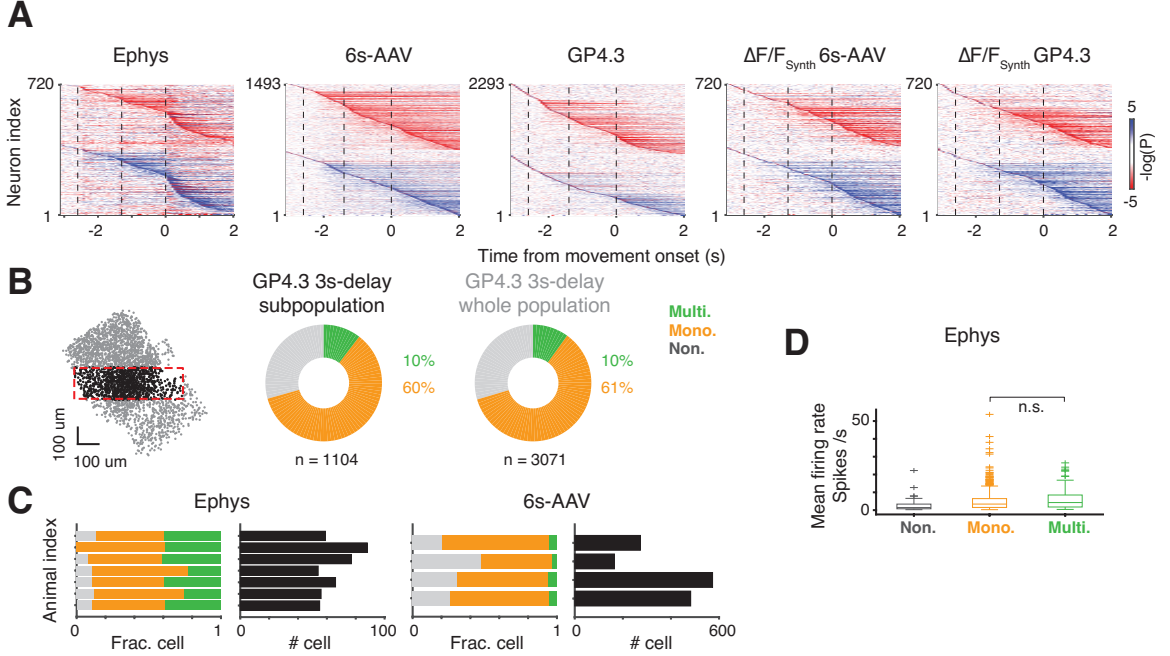 A
Ephys
6s-AAV
GP4.3
ΔF/F Synth 6s-AAV
ΔF/F Synth GP4.3
Neuron index
720
1
1493
1
2293
1
720
1
720
1
-2 0 2
-2 0 2
-2 0 2
-2 0 2
-2 0 2
5
-5
-log(P)
Time from movement onset (s)
B
100 um
100 um
GP4.3 3s-delay
subpopulation
10%
60%
n = 1104
GP4.3 3s-delay
whole population
10%
61%
n = 3071
Multi.
Mono.
Non.
C
Ephys
6s-AAV
Animal index
0 1
Frac. cell
0 100
# cell
0 1
Frac. cell
0 600
# cell
D
Ephys
Mean firing rate
Spikes /s
50
0
n.s.
Non.
Mono.
Multi.